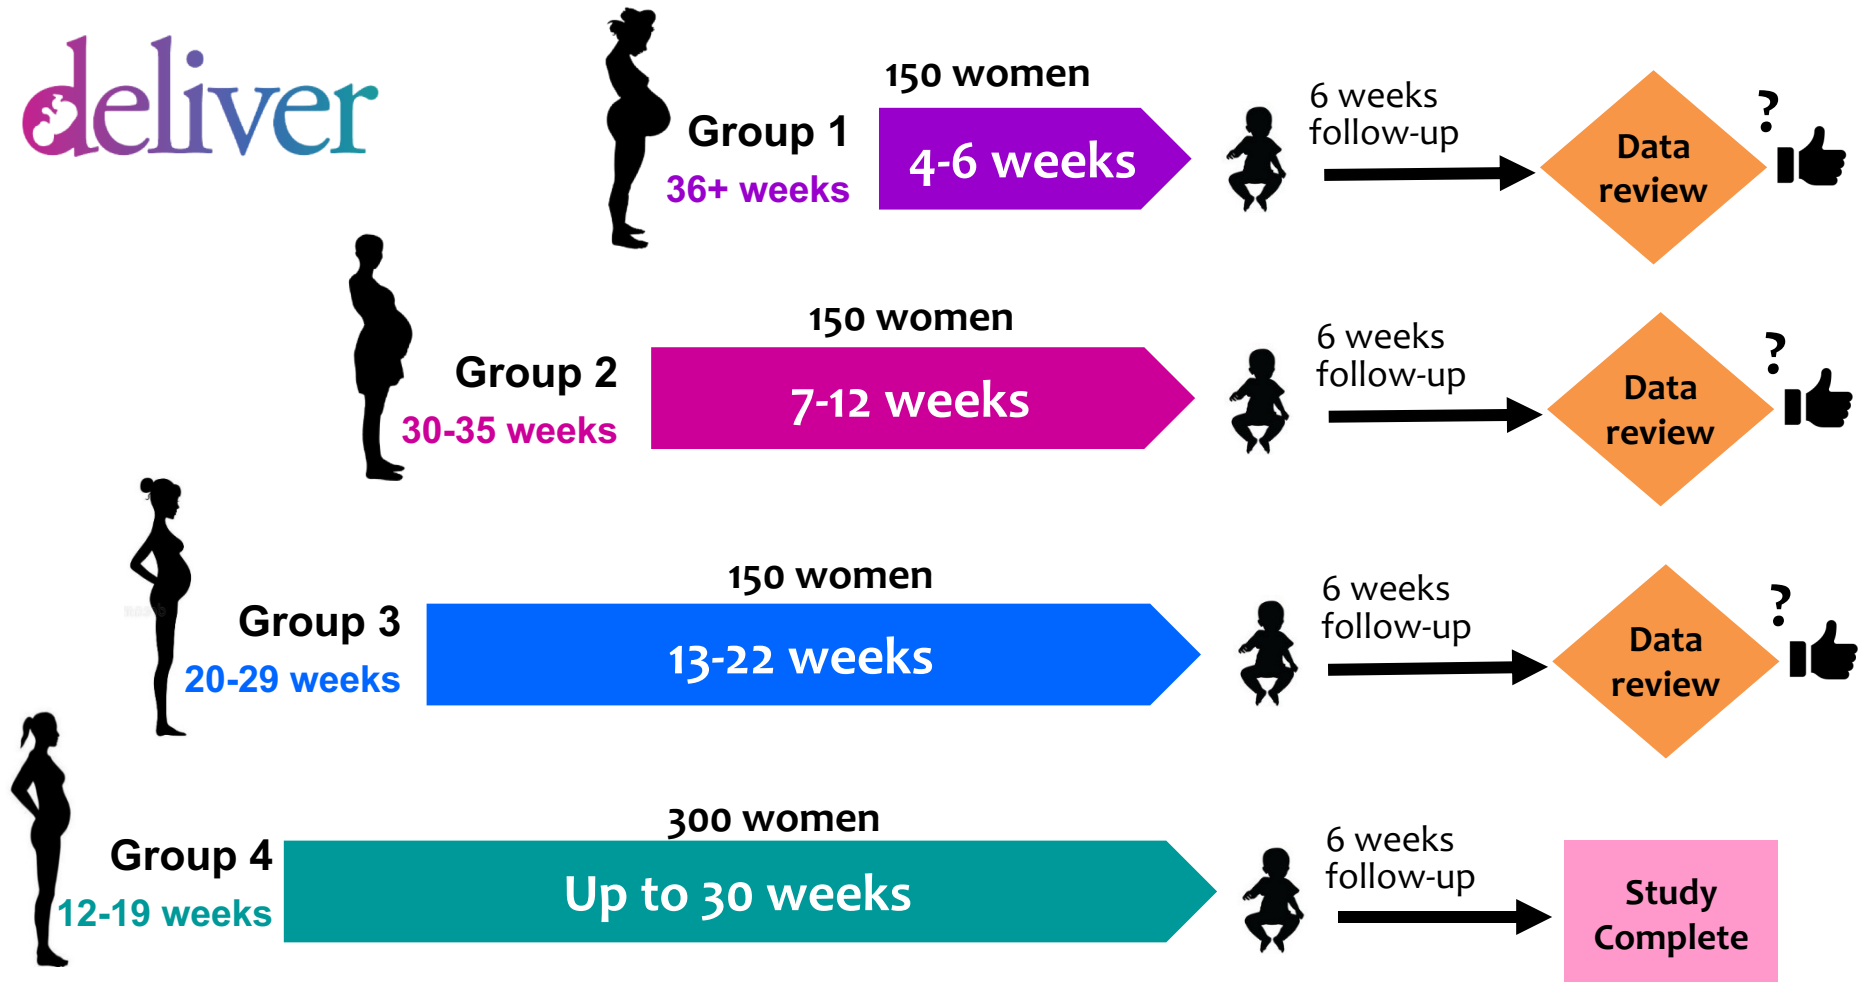 deliver
150 women
Group 1
36+ weeks
4-6 weeks
6 weeks
follow-up
Data
review
?
150 women
Group 2
30-35 weeks
7-12 weeks
6 weeks
follow-up
Data
review
?
150 women
Group 3
20-29 weeks
13-22 weeks
6 weeks
follow-up
Data
review
?
300 women
Group 4
12-19 weeks
Up to 30 weeks
6 weeks
follow-up
Study
Complete